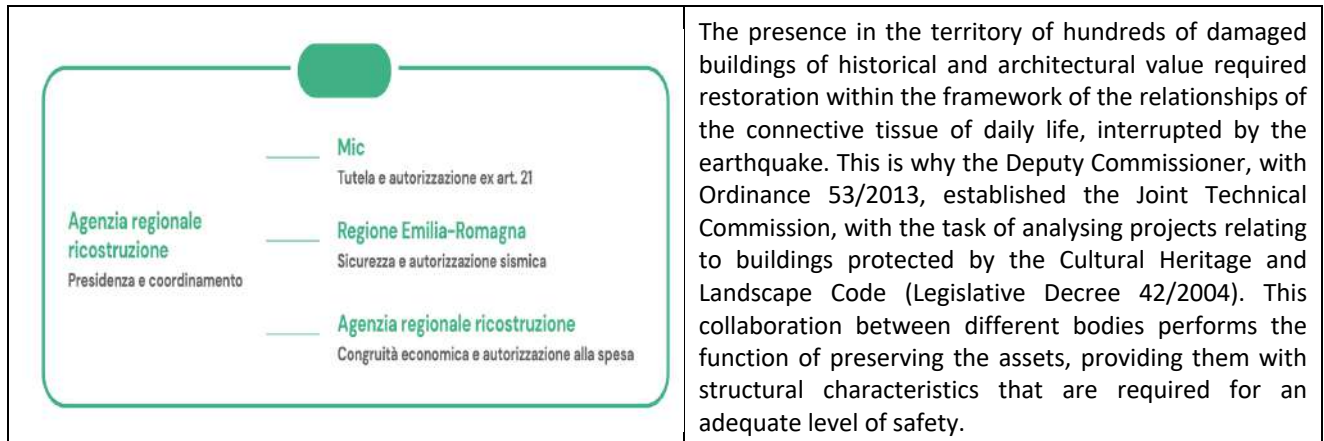 Agenzia regionale
ricostruzione
Presidenza e coordinamento
Mic
Tutela e autorizzazione ex art. 21
Regione Emilia-Romagna
Sicurezza e autorizzazione sismica
Agenzia regionale ricostruzione
Congruità economica e autorizzazione alla spesa
The presence in the territory of hundreds of damaged
buildings of historical and architectural value required
restoration within the framework of the relationships of
the connective tissue of daily life, interrupted by the
earthquake. This is why the Deputy Commissioner, with
Ordinance 53/2013, established the Joint Technical
Commission, with the task of analysing projects relating
to buildings protected by the Cultural Heritage and
Landscape Code (Legislative Decree 42/2004). This
collaboration between different bodies performs the
function of preserving the assets, providing them with
structural characteristics that are required for an
adequate level of safety.